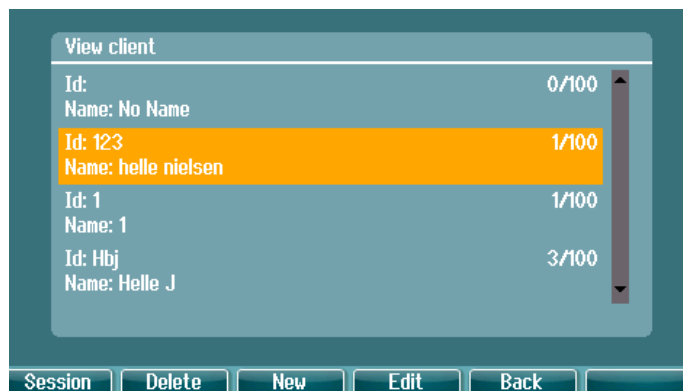 View client
Id: 0/100
Name: No Name
Id: 123 1/100
Name: helle nielsen
Id: 1 1/100
Name: 1
Id: Hbj 3/100
Name: Helle J
Session Delete New Edit Back